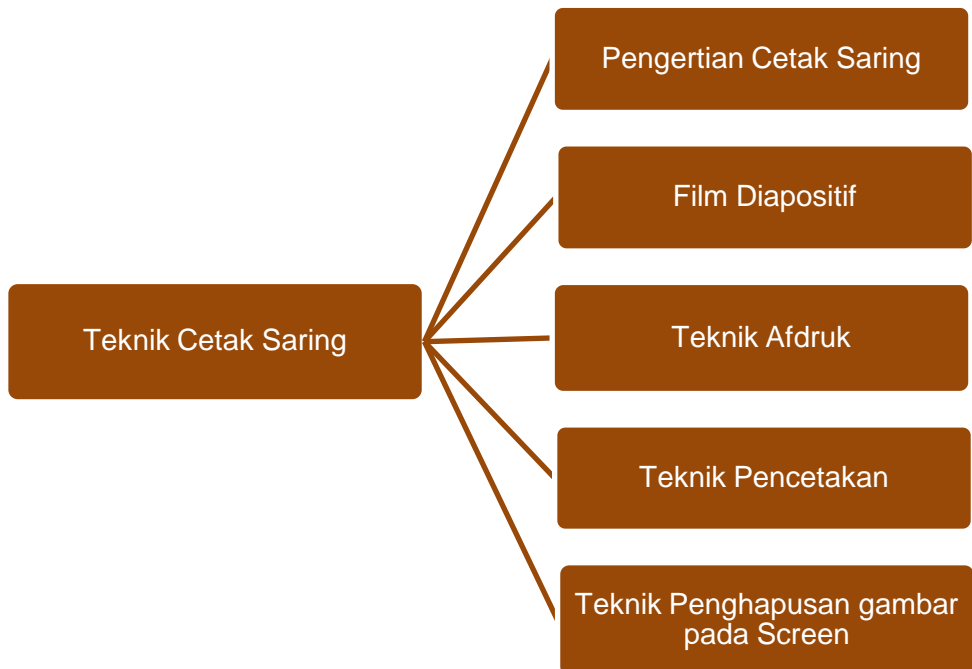 Pengertian Cetak Saring
Film Diapositif
Teknik Cetak Saring
Teknik Afdruk
Teknik Pencetakan
Teknik Penghapusan gambar
pada Screen